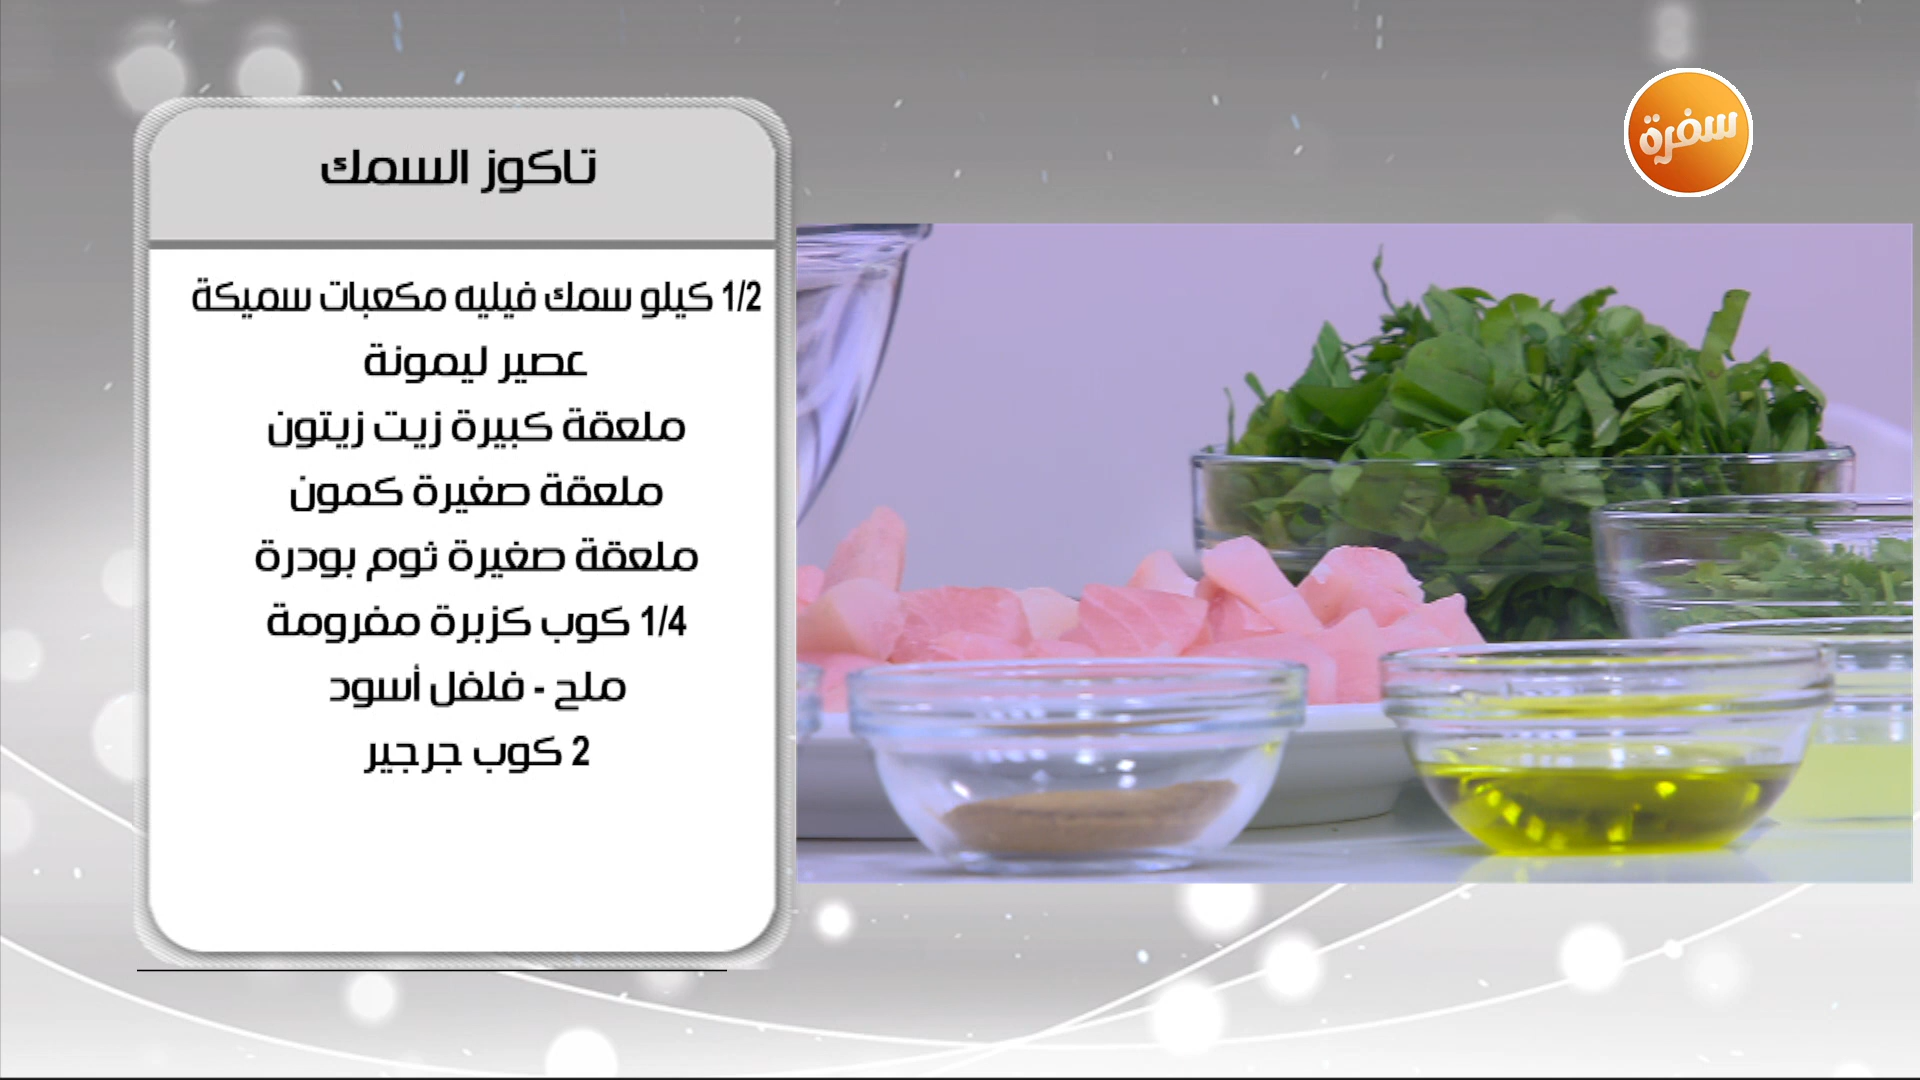 سفرة
تاكوز السمك
1/2 كيلو سمك فيليه مكعبات سميكة
عصير ليمونة
ملعقة كبيرة زيت زيتون
ملعقة صغيرة كمون
ملعقة صغيرة ثوم بودرة
1/4 كوب كزبرة مفرومة
ملح - فلفل أسود
2 كوب جرجير